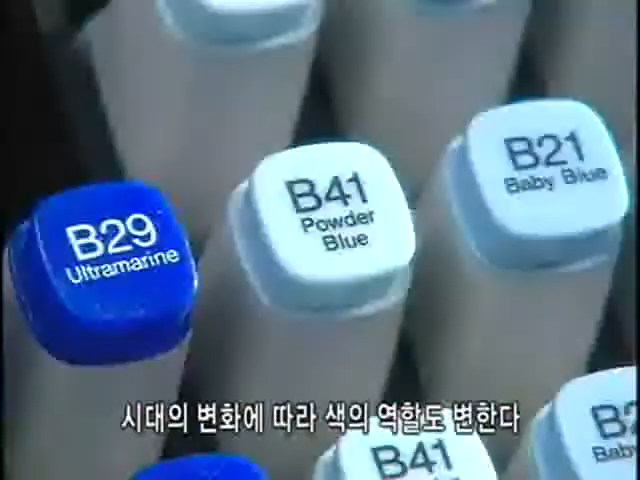 B21
Baby Blue
B41
Powder
Blue
B29
Ultramarine
시대의 변화에 따라 색의 역할도 변한다
B41